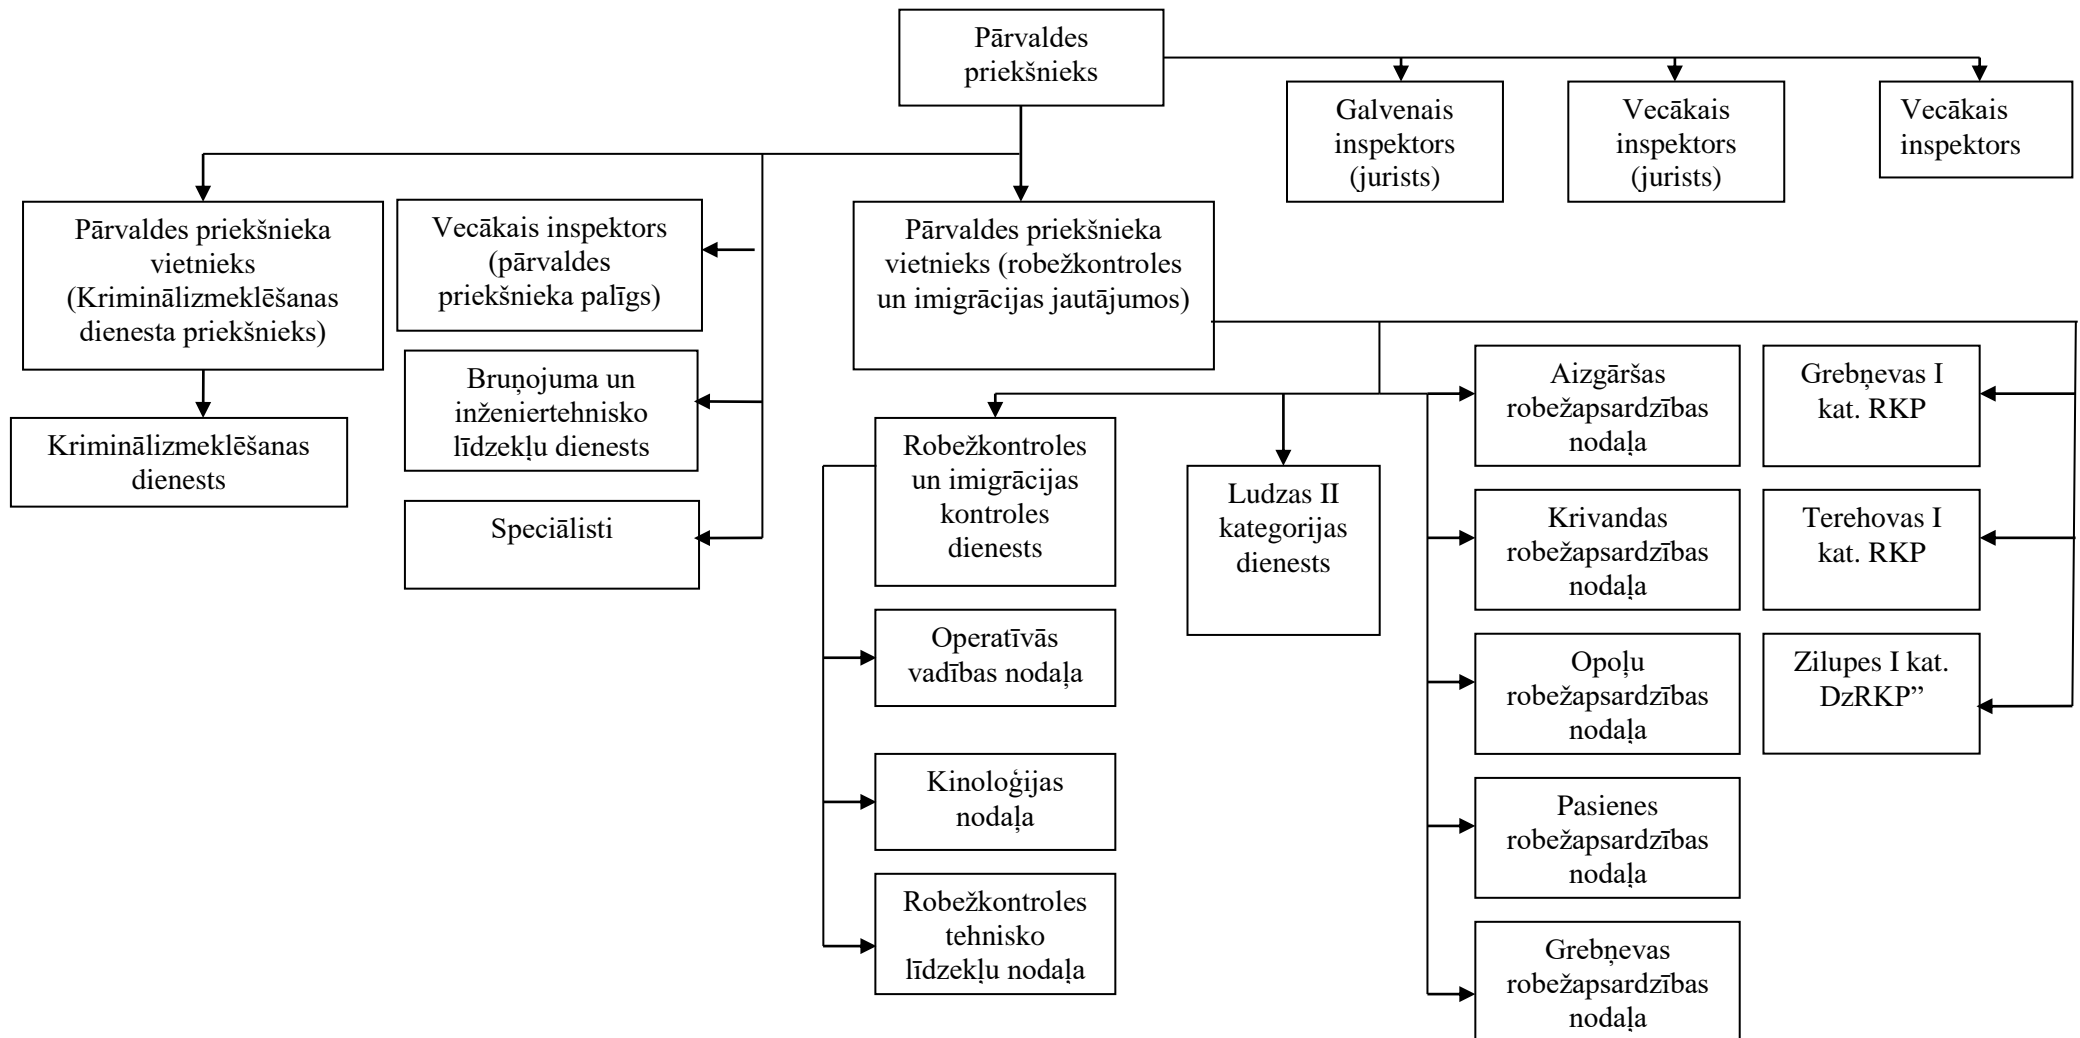 Pārvaldes
priekšnieks
Galvenais
inspektors
(jurists)
Vecākais
inspektors
(jurists)
Vecākais
inspektors
Pārvaldes priekšnieka
vietnieks
(Kriminālizmeklēšanas
dienesta priekšnieks)
Vecākais inspektors
(pārvaldes
priekšnieka palīgs)
Pārvaldes priekšnieka
vietnieks (robežkontroles
un imigrācijas jautājumos)
Kriminālizmeklēšanas
dienests
Bruņojuma un
inženiertehnisko
līdzekļu dienests
Speciālisti
Robežkontroles
un imigrācijas
kontroles
dienests
Ludzas II
kategorijas
dienests
Aizgāršas
robežapsardzības
nodaļa
Grebņevas I
kat. RKP
Krivandas
robežapsardzības
nodaļa
Terehovas I
kat. RKP
Operatīvās
vadības nodaļa
Opoļu
robežapsardzības
nodaļa
Zilupes I kat.
DzRKP”
Kinoloģijas
nodaļa
Pasienes
robežapsardzības
nodaļa
Robežkontroles
tehnisko
līdzekļu nodaļa
Grebņevas
robežapsardzības
nodaļa